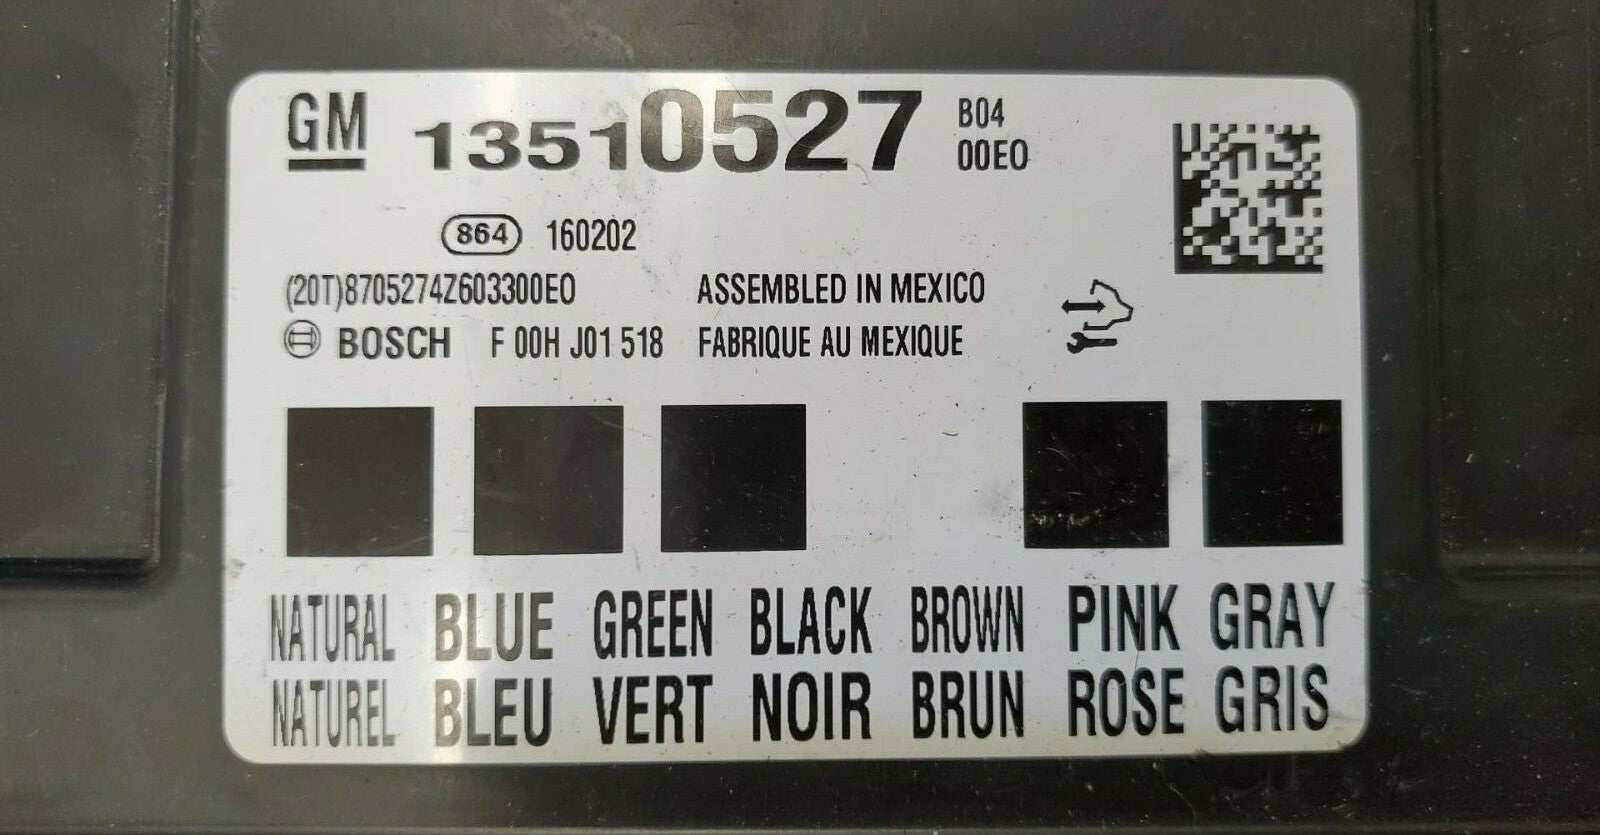 GM 13510527 B04
00E0
864 160202
(20T)8705274Z603300E0 ASSEMBLED IN MEXICO
BOSCH F 00H J01 518 FABRIQUE AU MEXIQUE
NATURAL BLUE GREEN BLACK BROWN PINK GRAY
NATUREL BLEU VERT NOIR BRUN ROSE GRIS